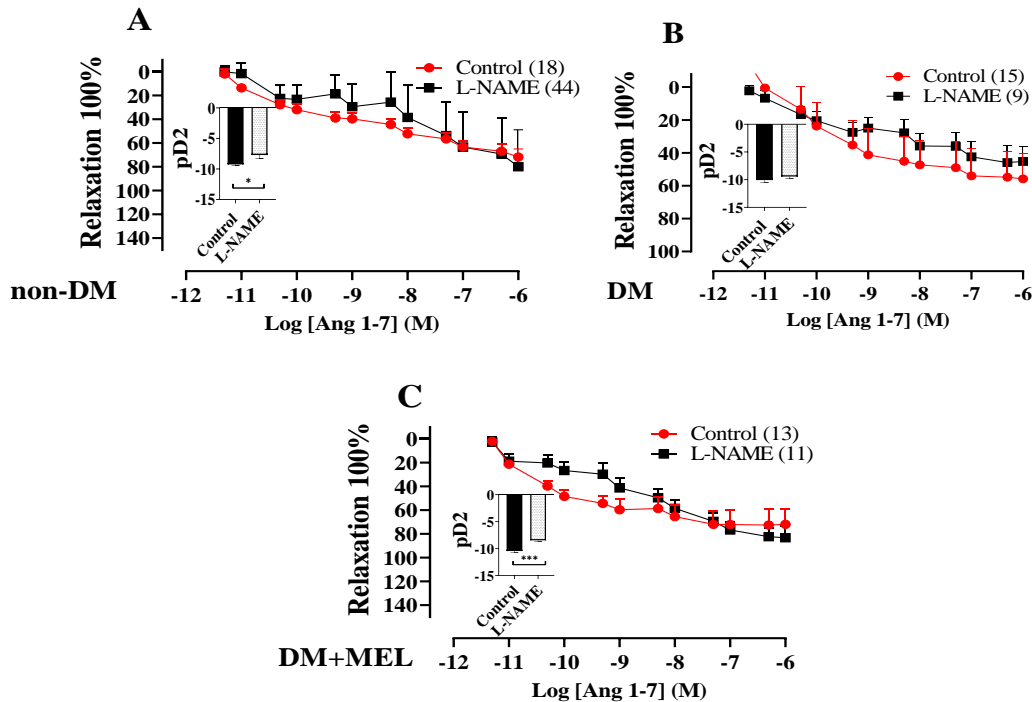 A
Relaxation 100%
0
20
40
60
80
100
120
140
Control (18)
L-NAME (44)
pD2
0
-5
-10
-15
*
Control
L-NAME
non-DM
-12 -11 -10 -9 -8 -7 -6
Log [Ang 1-7] (M)
B
Relaxation 100%
0
20
40
60
80
100
Control (15)
L-NAME (9)
pD2
0
-5
-10
-15
Control
L-NAME
DM
-12 -11 -10 -9 -8 -7 -6
Log [Ang 1-7] (M)
C
Relaxation 100%
0
20
40
60
80
100
120
140
Control (13)
L-NAME (11)
pD2
0
-5
-10
-15
***
Control
L-NAME
DM+MEL
-12 -11 -10 -9 -8 -7 -6
Log [Ang 1-7] (M)